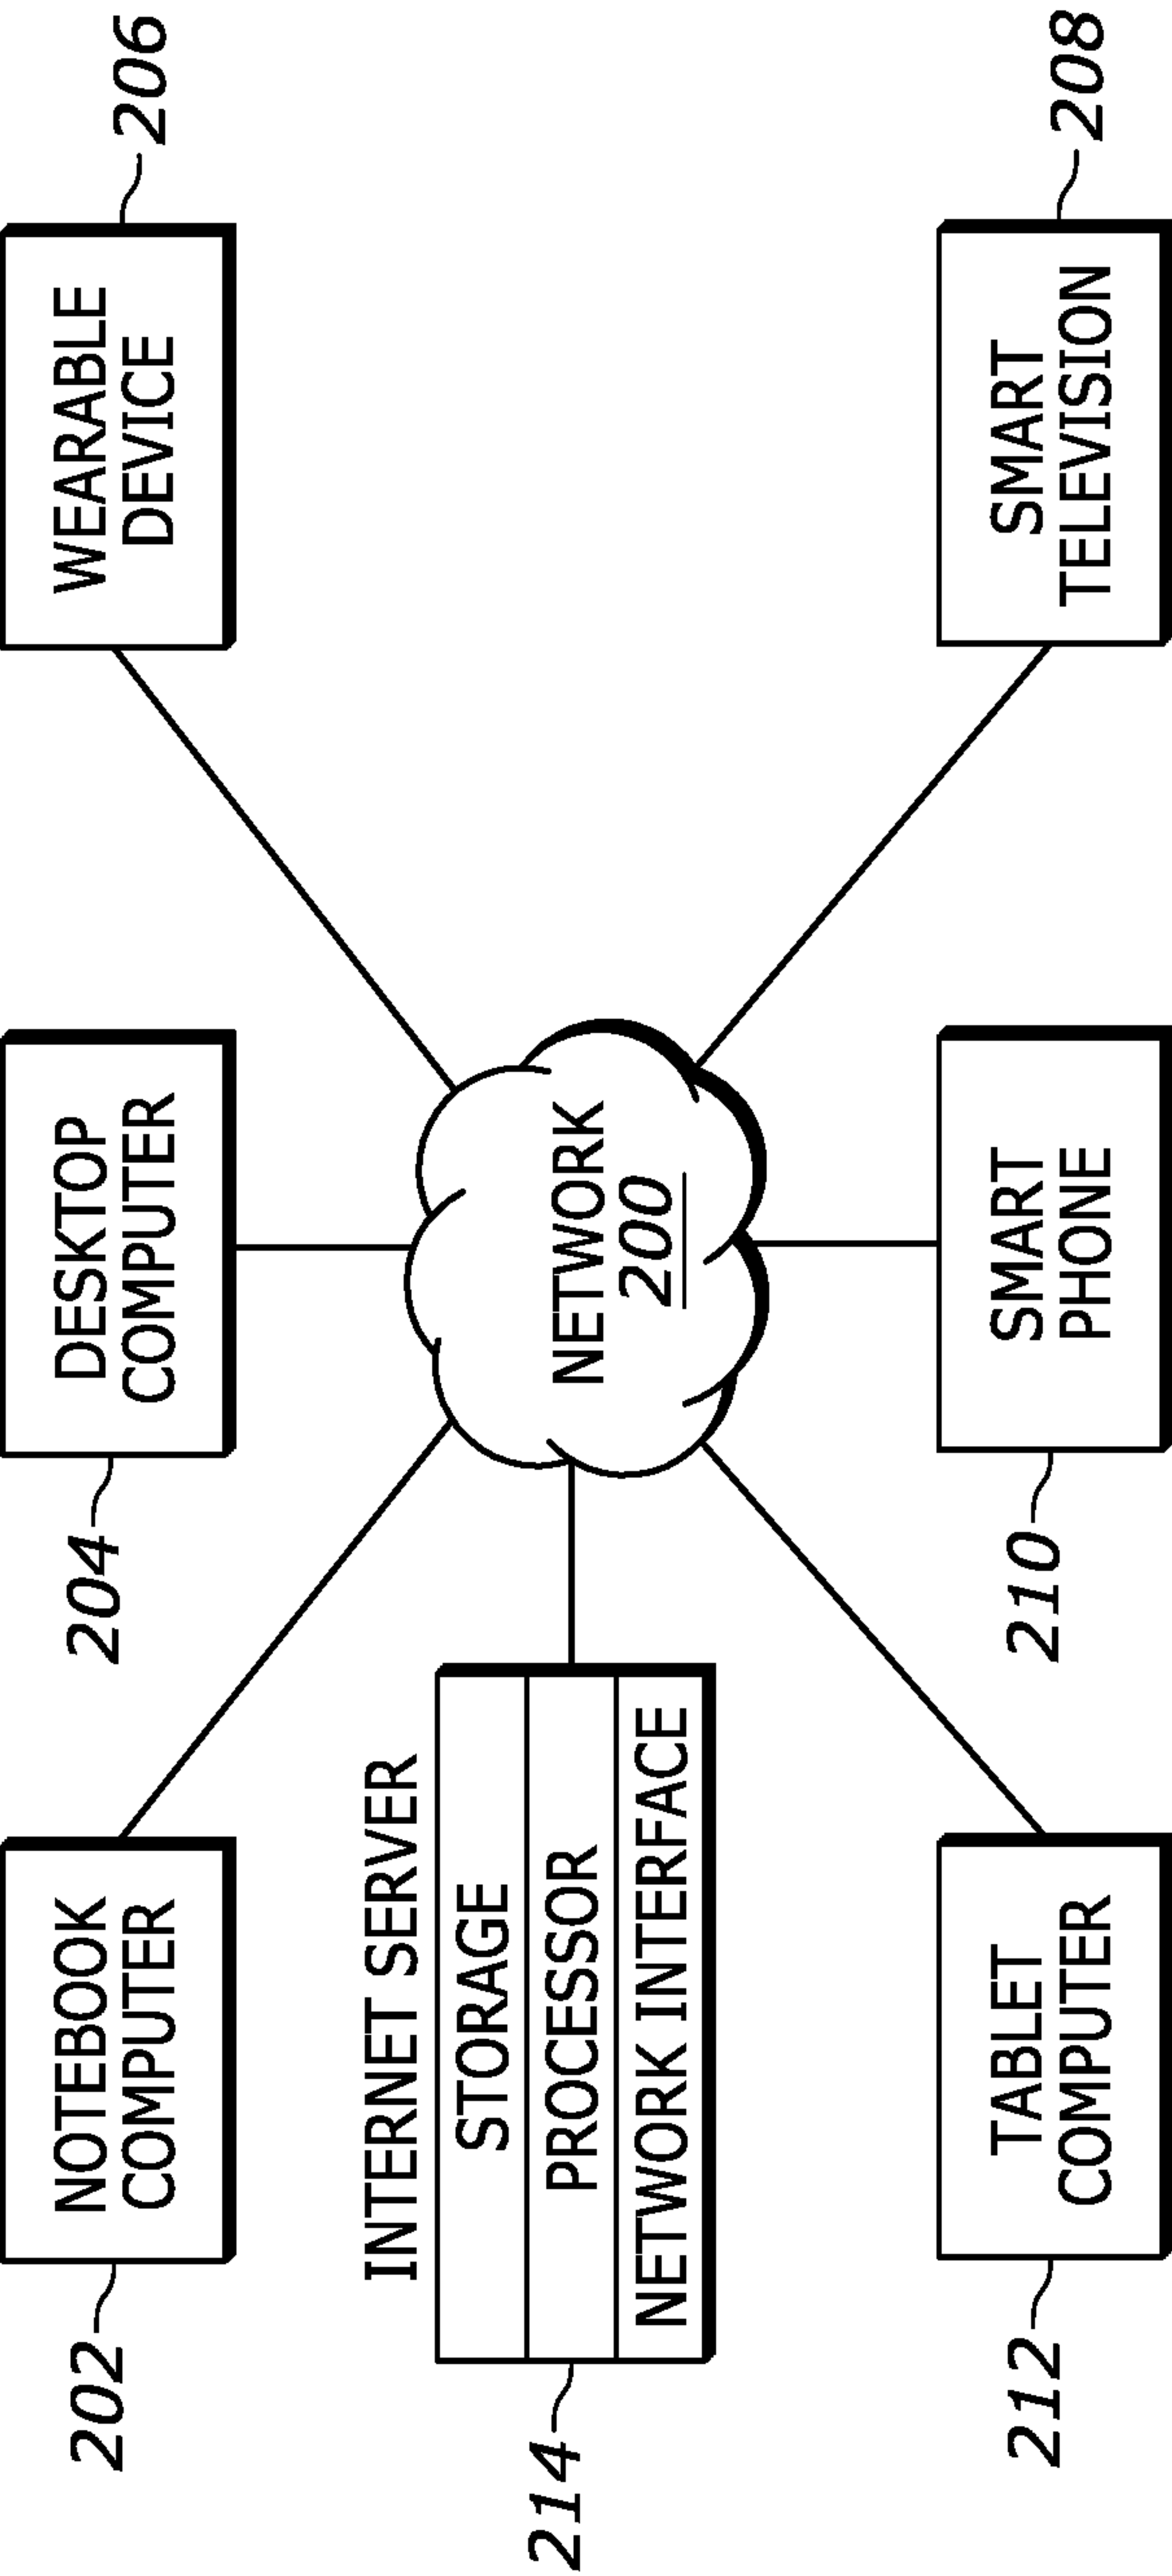 202
NOTEBOOK
COMPUTER
204
DESKTOP
COMPUTER
WEARABLE
DEVICE
206
INTERNET SERVER
214
STORAGE
PROCESSOR
NETWORK INTERFACE
NETWORK
200
212
TABLET
COMPUTER
210
SMART
PHONE
SMART
TELEVISION
208